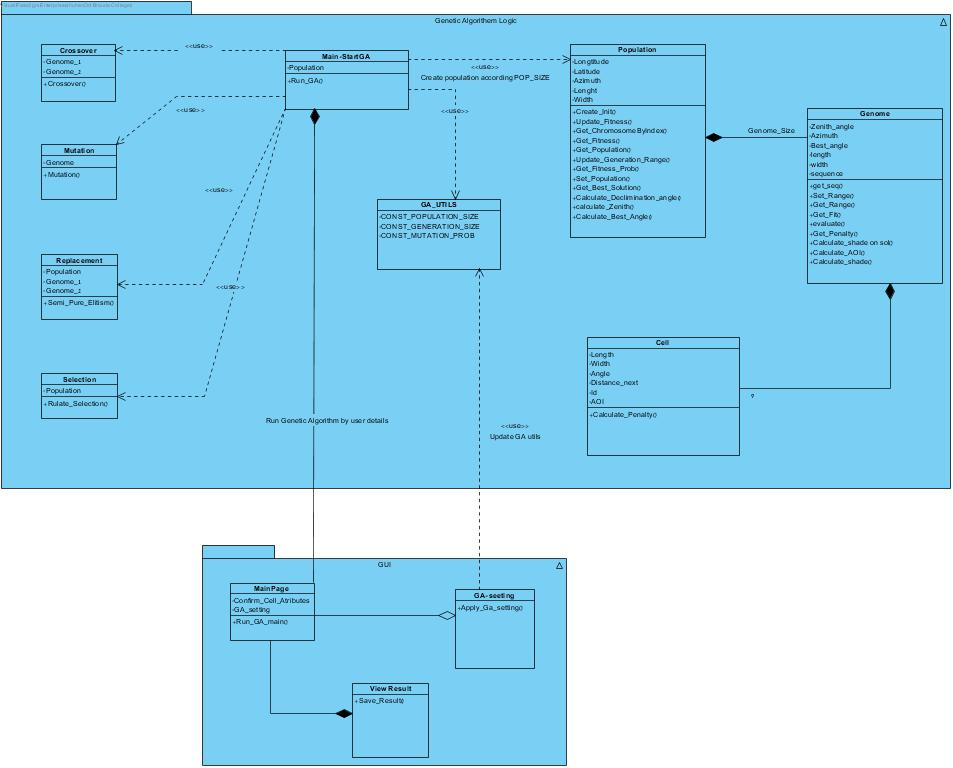 Genetic Algorithem Logic
Crossover
-Genome_1
-Genome_2
+Crossover()
<<use>>
Main-StartGA
-Population
+Run_GA()
<<use>>
Create population according POP_SIZE
Population
-Longtitude
-Latitude
-Azimuth
-Lenght
-Width
+Create_Init()
+Update_Fitness()
+Get_ChromosomeByIndex()
+Get_Fitness()
+Get_Population()
+Update_Generation_Range()
+Get_Fitness_Prob()
+Set_Population()
+Get_Best_Solution()
+Calculate_Declimination_angle()
+calculate_Zenith()
+Calculate_Best_Angle()
Genome_Size
Genome
-Zenith_angle
-Azimuth
-Best_angle
-length
-width
-sequence
+get_seq()
+Set_Range()
+Get_Range()
+Get_Fit()
+evaluate()
+Get_Penalty()
+Calculate_shade on sol()
+Calculate_AOI()
+Calculate_shade()
<<use>>
<<use>>
Mutation
-Genome
+Mutation()
<<use>>
GA_UTILS
-CONST_POPULATION_SIZE
-CONST_GENERATION_SIZE
-CONST_MUTATION_PROB
Replacement
-Population
-Genome_1
-Genome_2
+Semi_Pure_Elitism()
<<use>>
Selection
-Population
+Rulate_Selection()
Cell
-Length
-Width
-Angle
-Distance_next
-Id
-AOI
+Calculate_Penalty()
Run Genetic Algorithm by user details
<<use>>
Update GA utils
GUI
MainPage
-Confirm_Cell_Atributes
-GA_setting
+Run_GA_main()
GA-seeting
+Apply_Ga_setting()
View Result
+Save_Result()